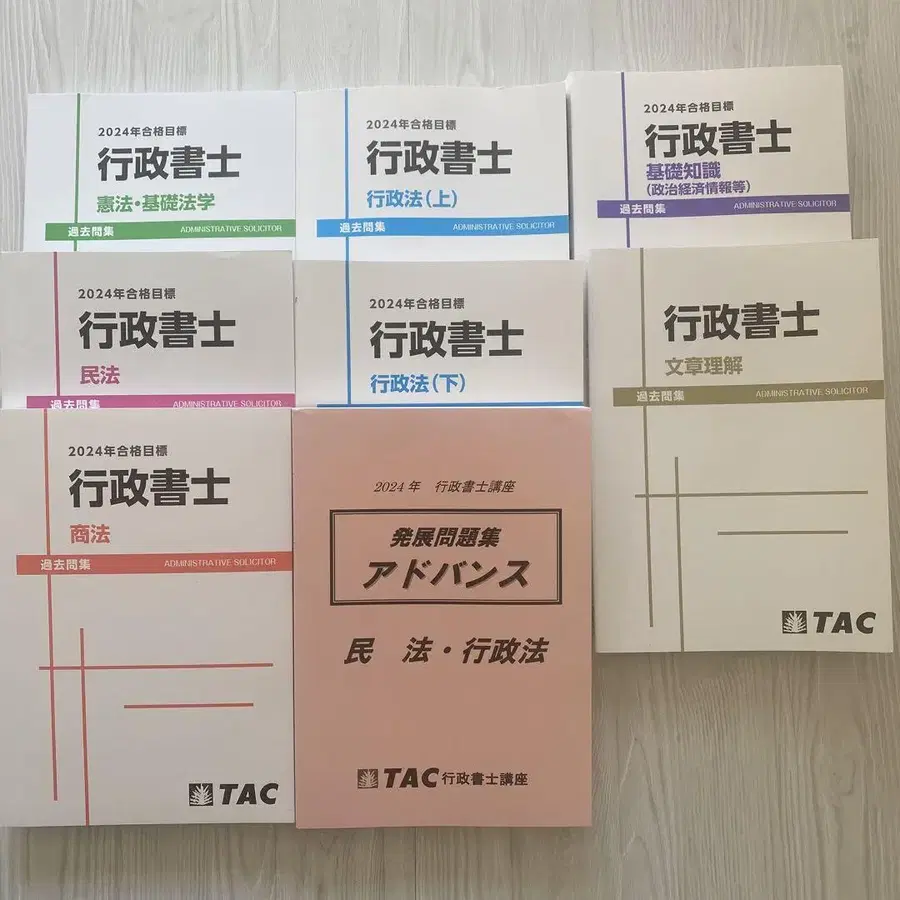 2024年合格目標
行政書士
憲法・基礎法学
過去問集 ADMINISTRATIVE SOLICITOR
2024年合格目標
行政書士
行政法(上)
過去問集 ADMINISTRATIVE SOLICITOR
2024年合格目標
行政書士
基礎知識
(政治経済情報等)
過去問集 ADMINISTRATIVE SOLICITOR
2024年合格目標
行政書士
民法
過去問集 ADMINISTRATIVE SOLICITOR
2024年合格目標
行政書士
行政法(下)
行政書士
文章理解
過去問集 ADMINISTRATIVE SOLICITOR
TAC
2024年合格目標
行政書士
商法
過去問集 ADMINISTRATIVE SOLICITOR
TAC
2024年 行政書士講座
発展問題集
アドバンス
民 法・行政法
TAC行政書士講座